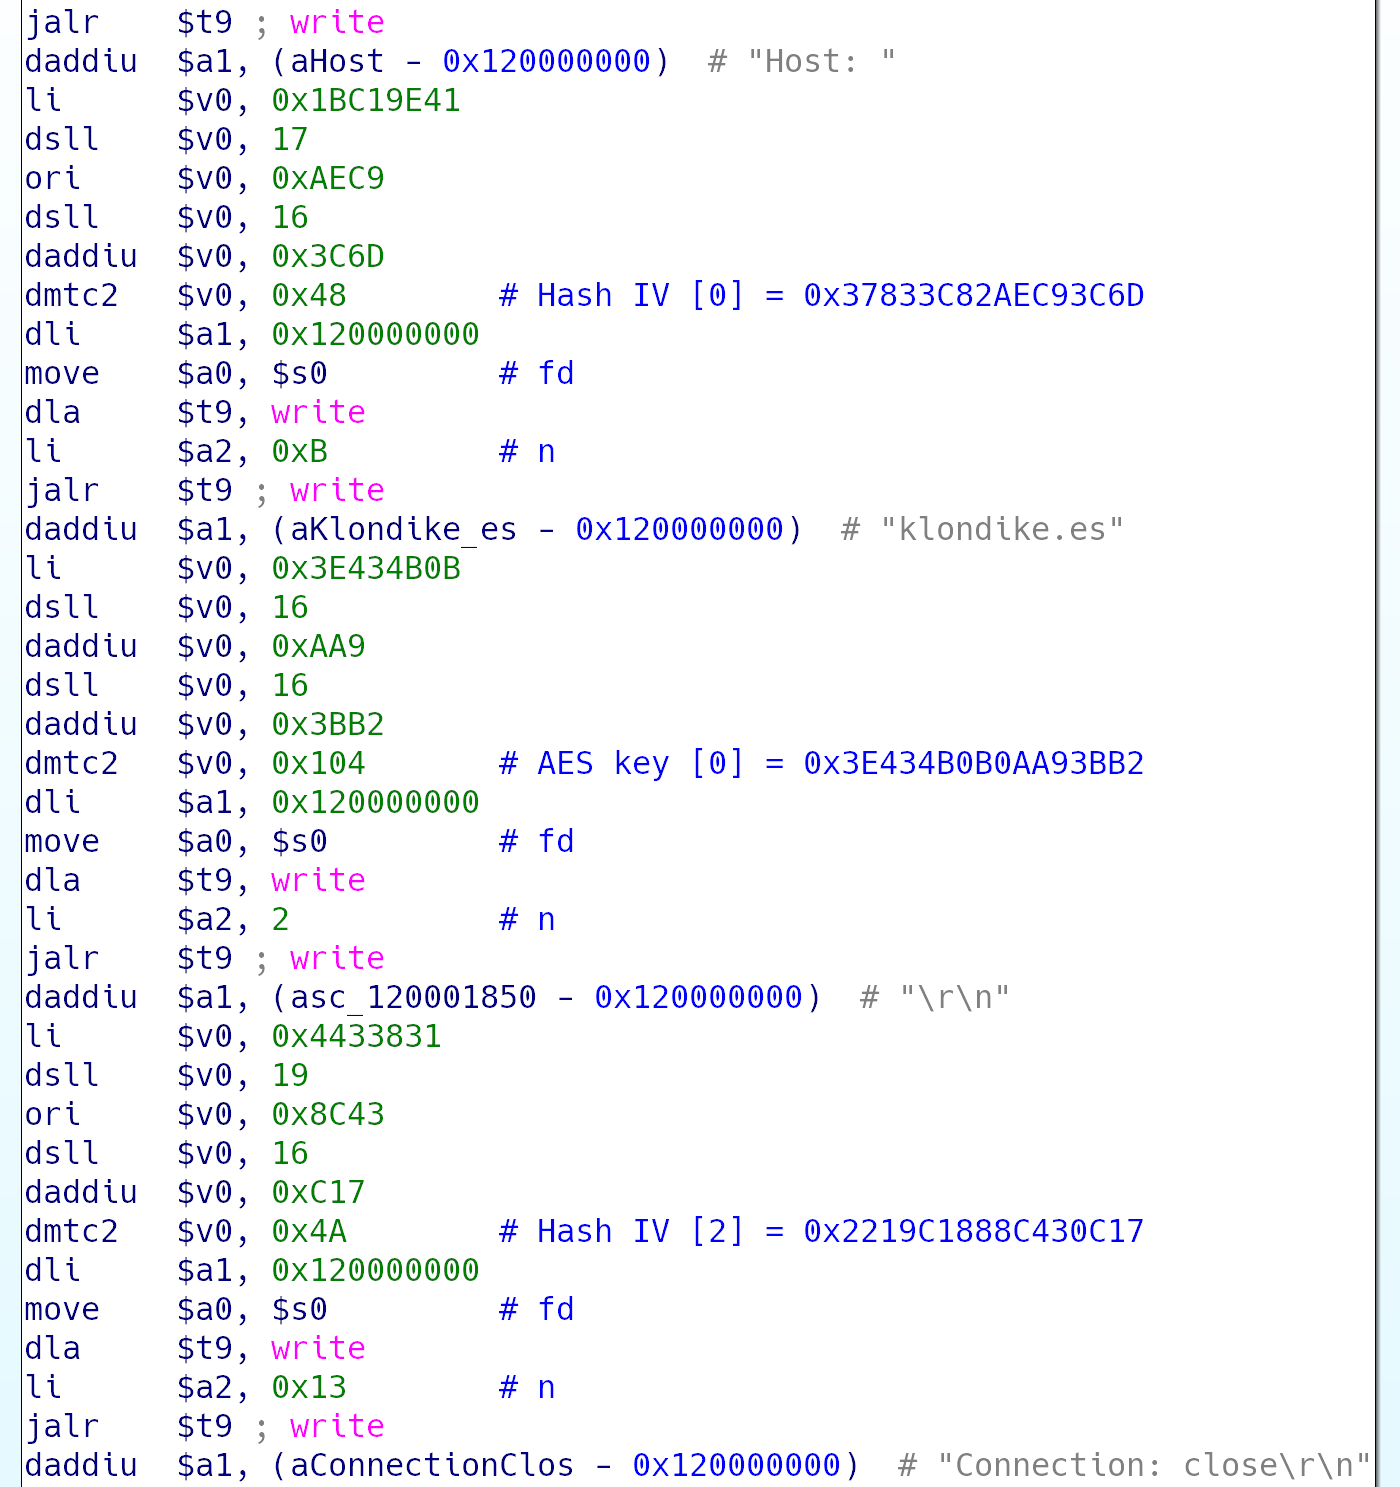 jalr    $t9 ; write
daddiu  $a1, (aHost - 0x120000000)  # "Host: "
li      $v0, 0x1BC19E41
dsll    $v0, 17
ori     $v0, 0xAEC9
dsll    $v0, 16
daddiu  $v0, 0x3C6D
dmtc2   $v0, 0x48        # Hash IV [0] = 0x37833C82AEC93C6D
dli     $a1, 0x120000000
move    $a0, $s0         # fd
dla     $t9, write
li      $a2, 0xB         # n
jalr    $t9 ; write
daddiu  $a1, (aKlondike_es - 0x120000000)  # "klondike.es"
li      $v0, 0x3E434B0B
dsll    $v0, 16
daddiu  $v0, 0xAA9
dsll    $v0, 16
daddiu  $v0, 0x3BB2
dmtc2   $v0, 0x104       # AES key [0] = 0x3E434B0B0AA93BB2
dli     $a1, 0x120000000
move    $a0, $s0         # fd
dla     $t9, write
li      $a2, 2           # n
jalr    $t9 ; write
daddiu  $a1, (asc_120001850 - 0x120000000)  # "\r\n"
li      $v0, 0x4433831
dsll    $v0, 19
ori     $v0, 0x8C43
dsll    $v0, 16
daddiu  $v0, 0xC17
dmtc2   $v0, 0x4A        # Hash IV [2] = 0x2219C1888C430C17
dli     $a1, 0x120000000
move    $a0, $s0         # fd
dla     $t9, write
li      $a2, 0x13        # n
jalr    $t9 ; write
daddiu  $a1, (aConnectionClos - 0x120000000)  # "Connection: close\r\n"